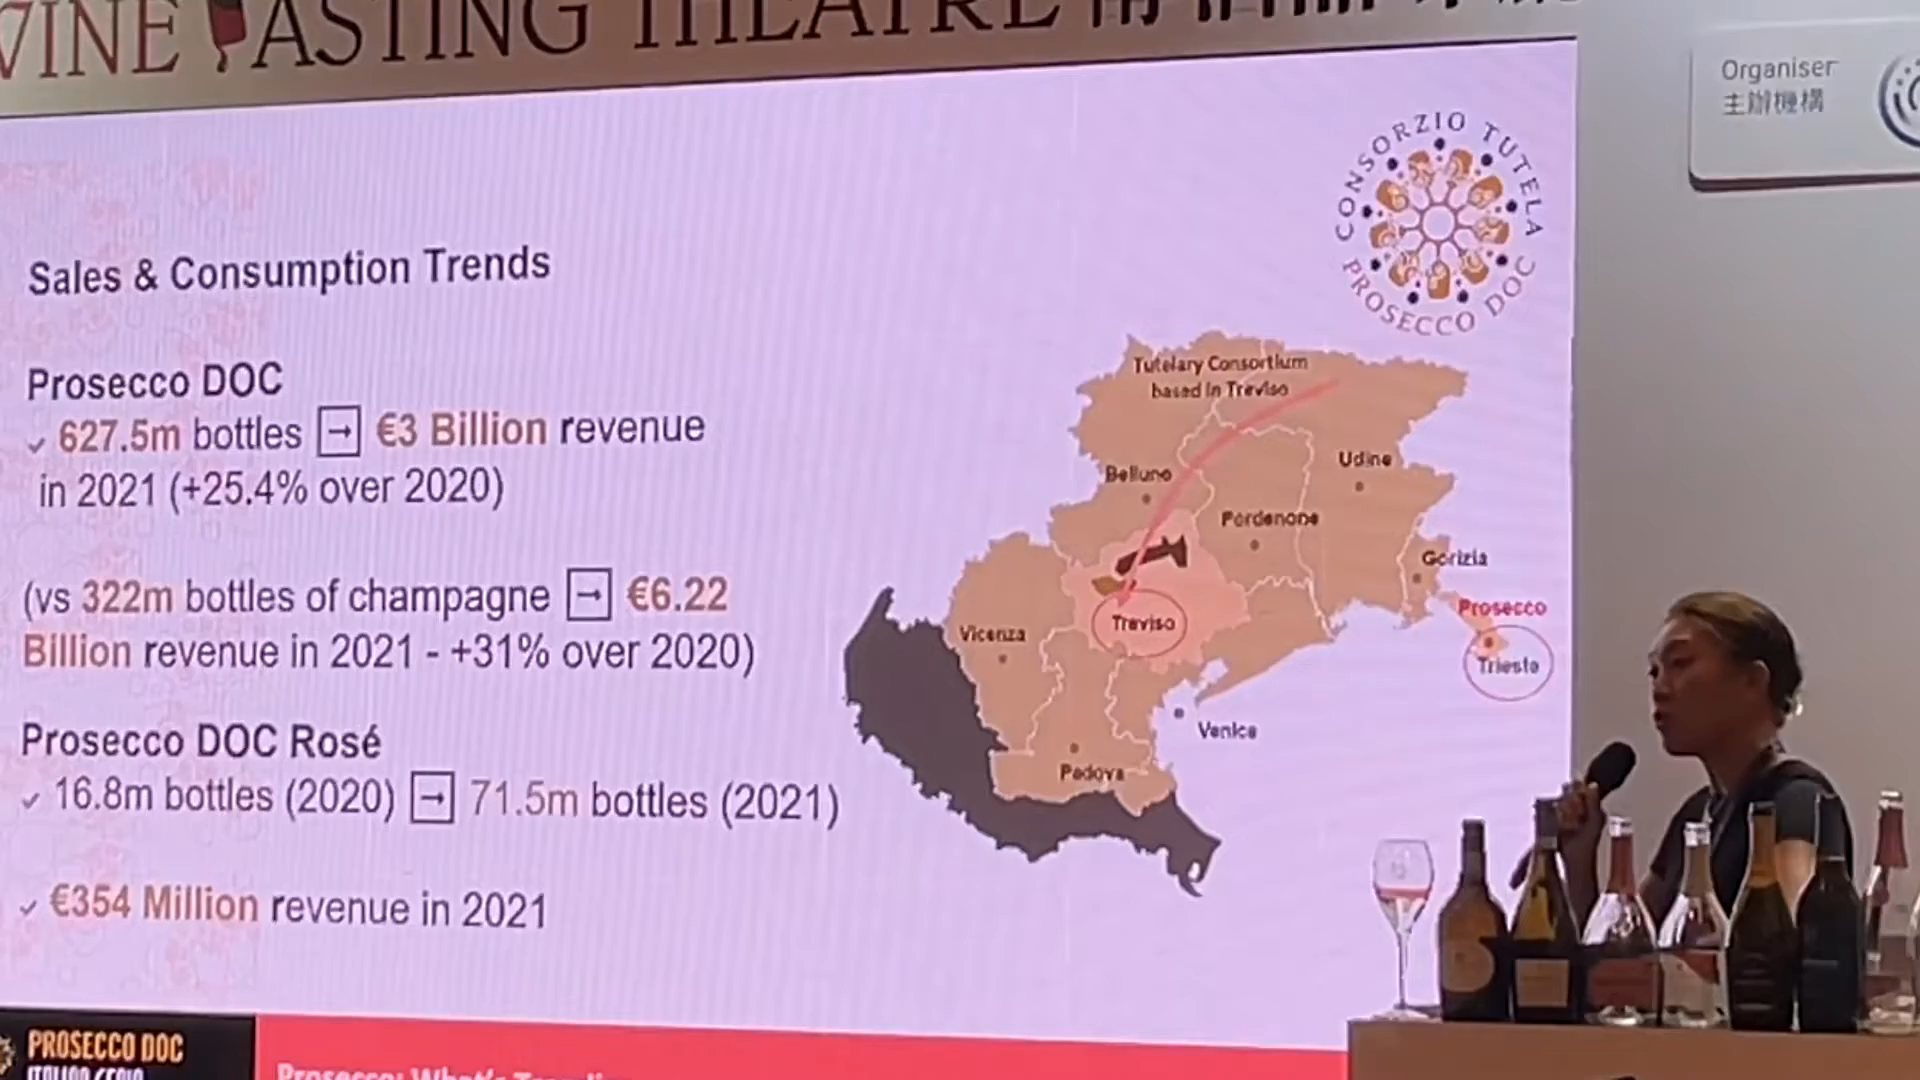 TASTING THEATRE
Organiser
主辦機構
CONSORZIO TUTELA
PROSECCO DOC
Sales & Consumption Trends
Prosecco DOC
✓ 627.5m bottles → €3 Billion revenue
in 2021 (+25.4% over 2020)
(vs 322m bottles of champagne → €6.22
Billion revenue in 2021 - +31% over 2020)
Prosecco DOC Rosé
✓ 16.8m bottles (2020) → 71.5m bottles (2021)
✓ €354 Million revenue in 2021
Tutelary Consortium
based in Treviso
Belluno
Udine
Pordenone
Gorizia
Prosecco
Trieste
Treviso
Vicenza
Venice
Padova
PROSECCO DOC
Prosecco: What's